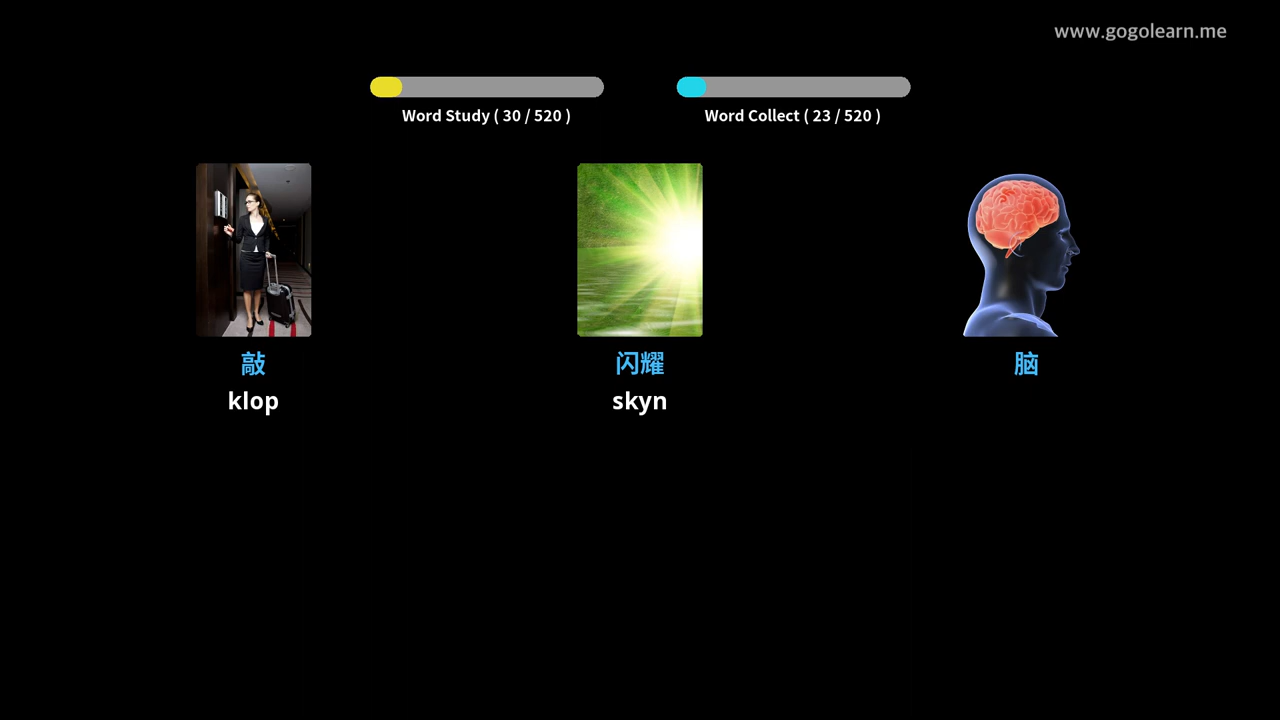 www.gogolearn.me
Word Study ( 30 / 520 )
Word Collect ( 23 / 520 )
敲
klop
闪耀
skyn
脑